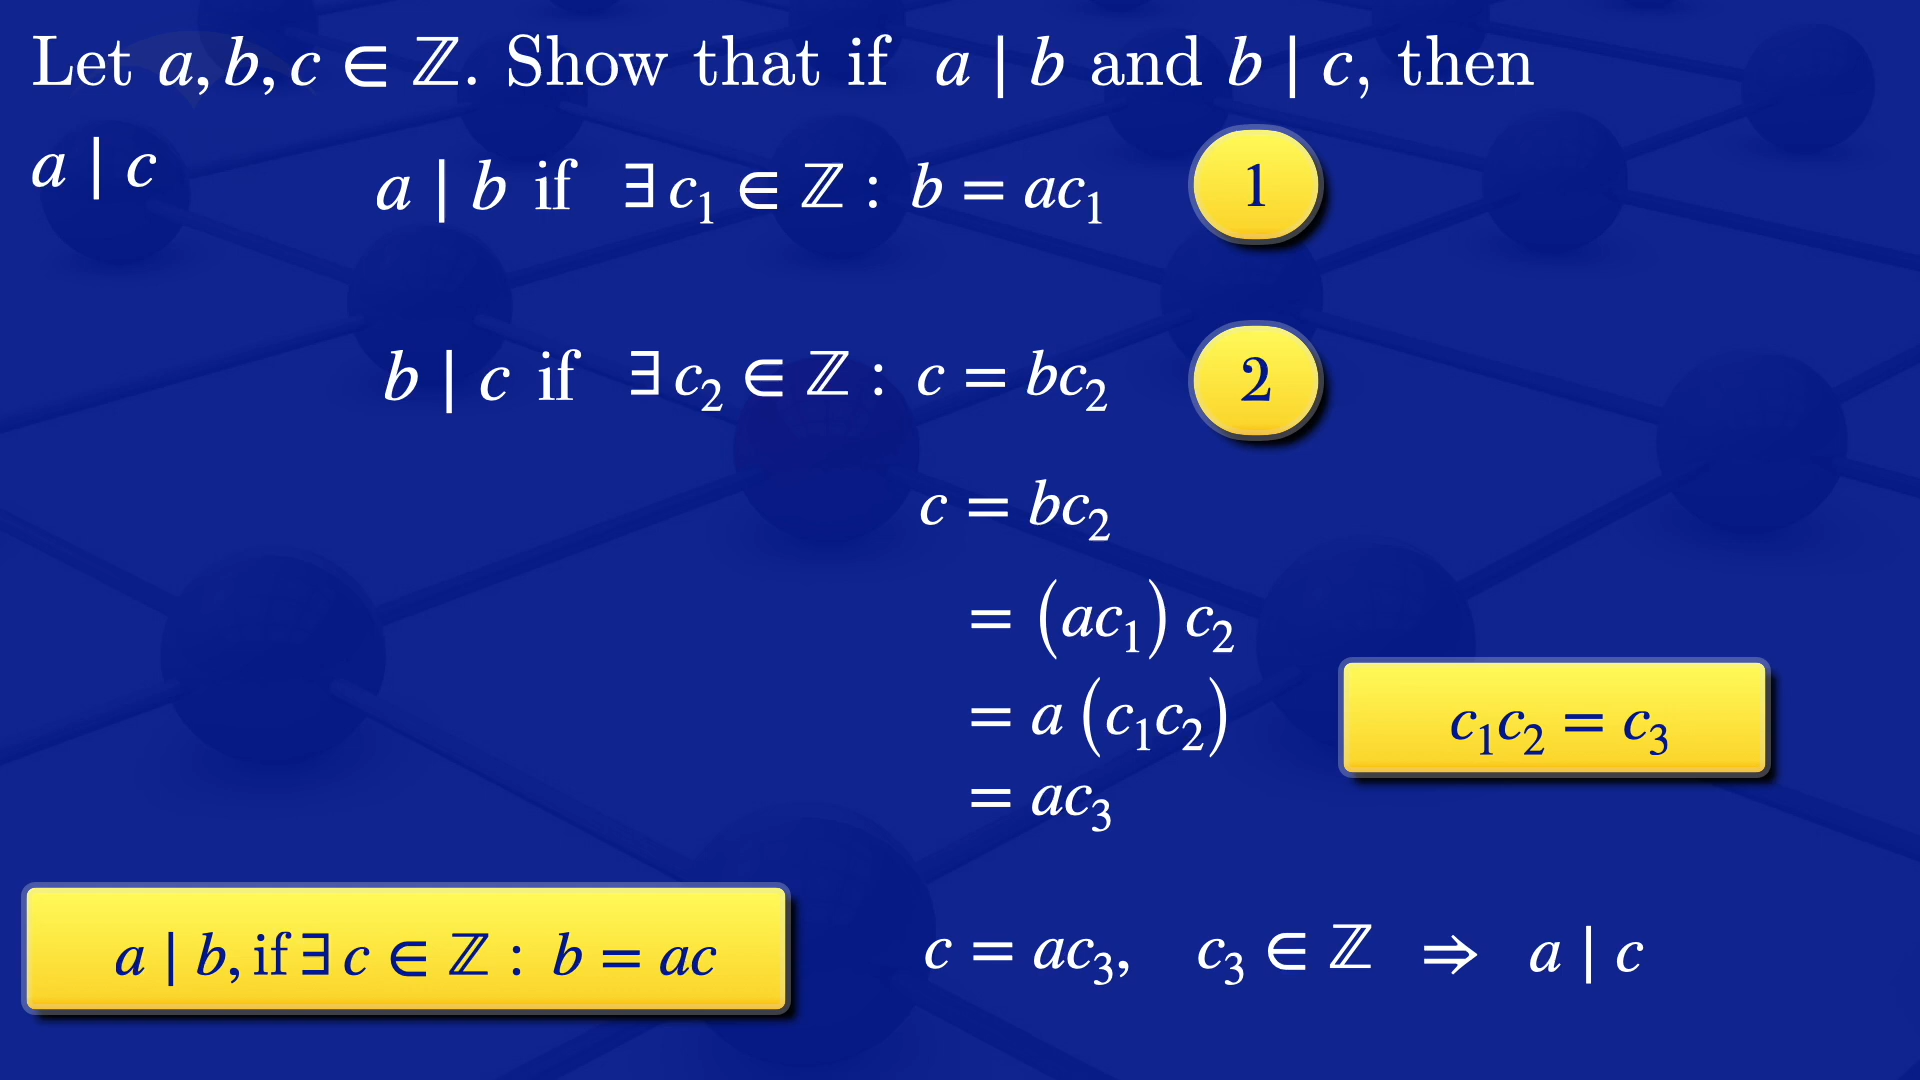 Let a, b, c ∈ ℤ. Show that if a | b and b | c, then
a | c
a | b if ∃ c₁ ∈ ℤ : b = ac₁ 1
b | c if ∃ c₂ ∈ ℤ : c = bc₂ 2
c = bc₂
= (ac₁) c₂
= a (c₁c₂)
c₁c₂ = c₃
= ac₃
a | b, if ∃ c ∈ ℤ : b = ac
c = ac₃, c₃ ∈ ℤ ⇒ a | c